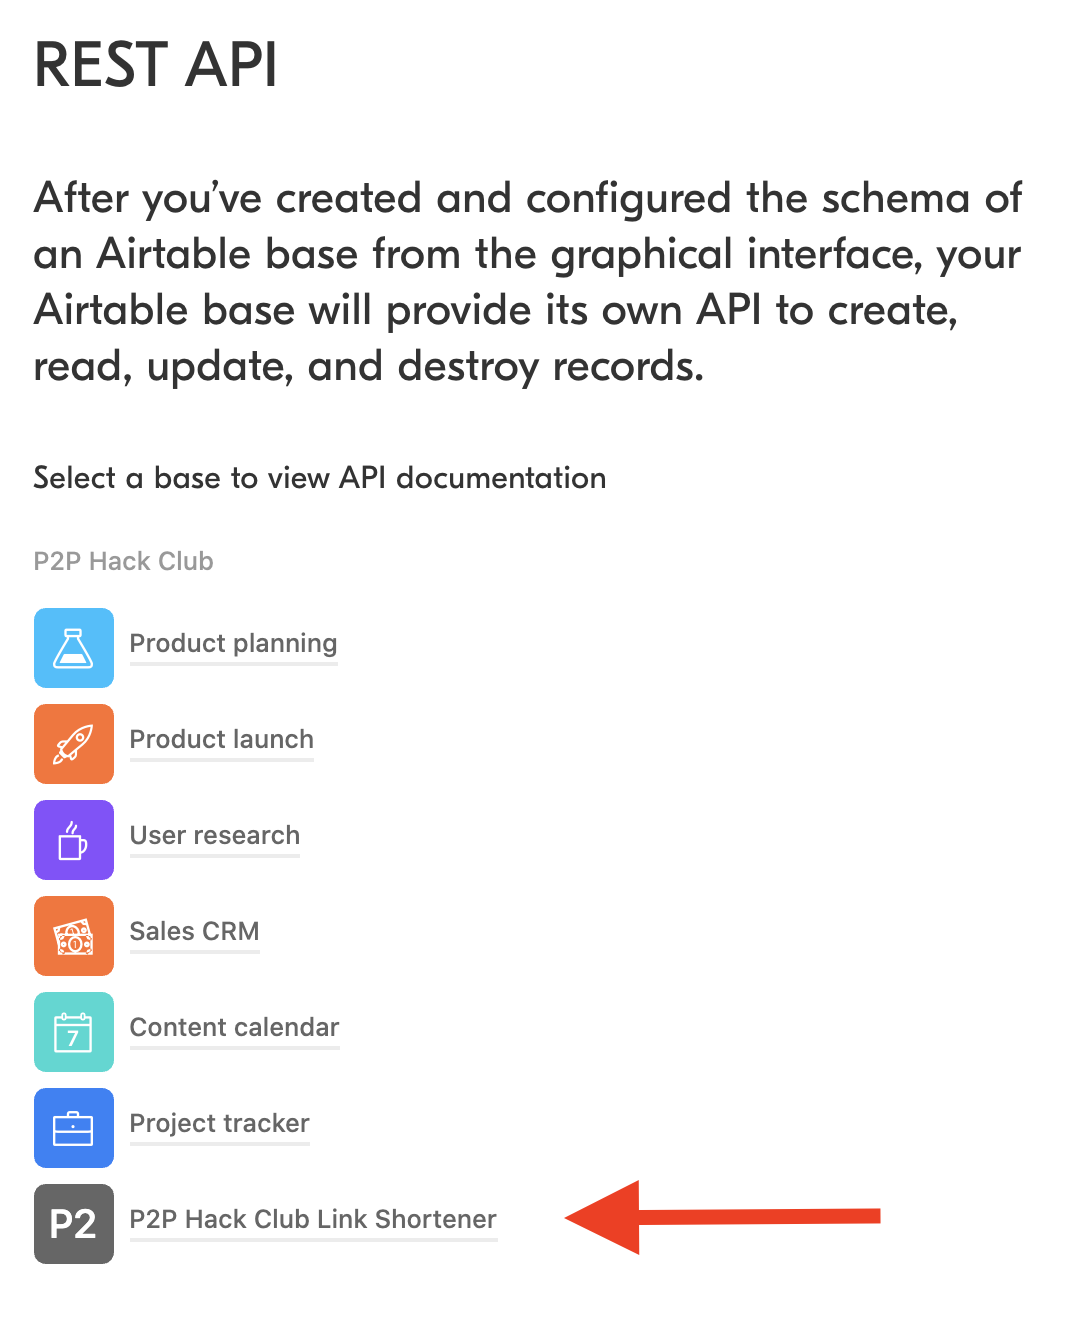 REST API
After you’ve created and configured the schema of
an Airtable base from the graphical interface, your
Airtable base will provide its own API to create,
read, update, and destroy records.
Select a base to view API documentation
P2P Hack Club
Product planning
Product launch
User research
1 Sales CRM
7 Content calendar
Project tracker
P2 P2P Hack Club Link Shortener